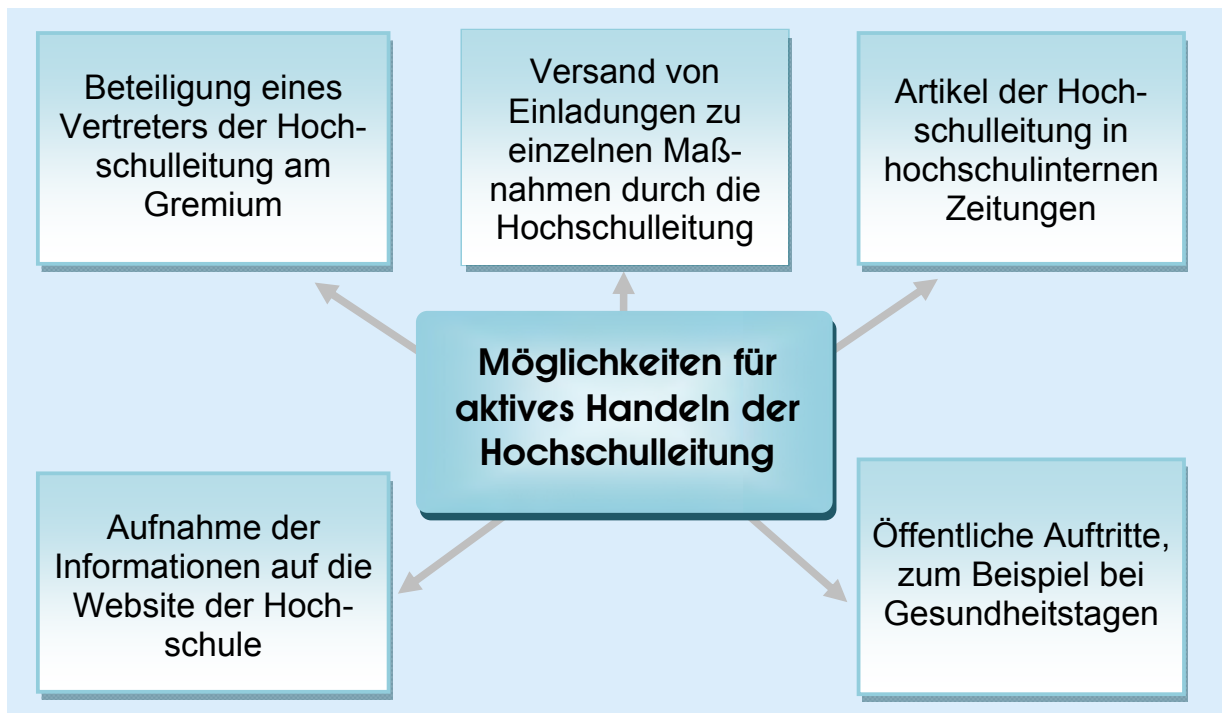 Beteiligung eines
Vertreters der Hoch-
schulleitung am
Gremium
Versand von
Einladungen zu
einzelnen Maß-
nahmen durch die
Hochschulleitung
Artikel der Hoch-
schulleitung in
hochschulinternen
Zeitungen
Möglichkeiten für
aktives Handeln der
Hochschulleitung
Aufnahme der
Informationen auf die
Website der Hoch-
schule
Öffentliche Auftritte,
zum Beispiel bei
Gesundheitstagen